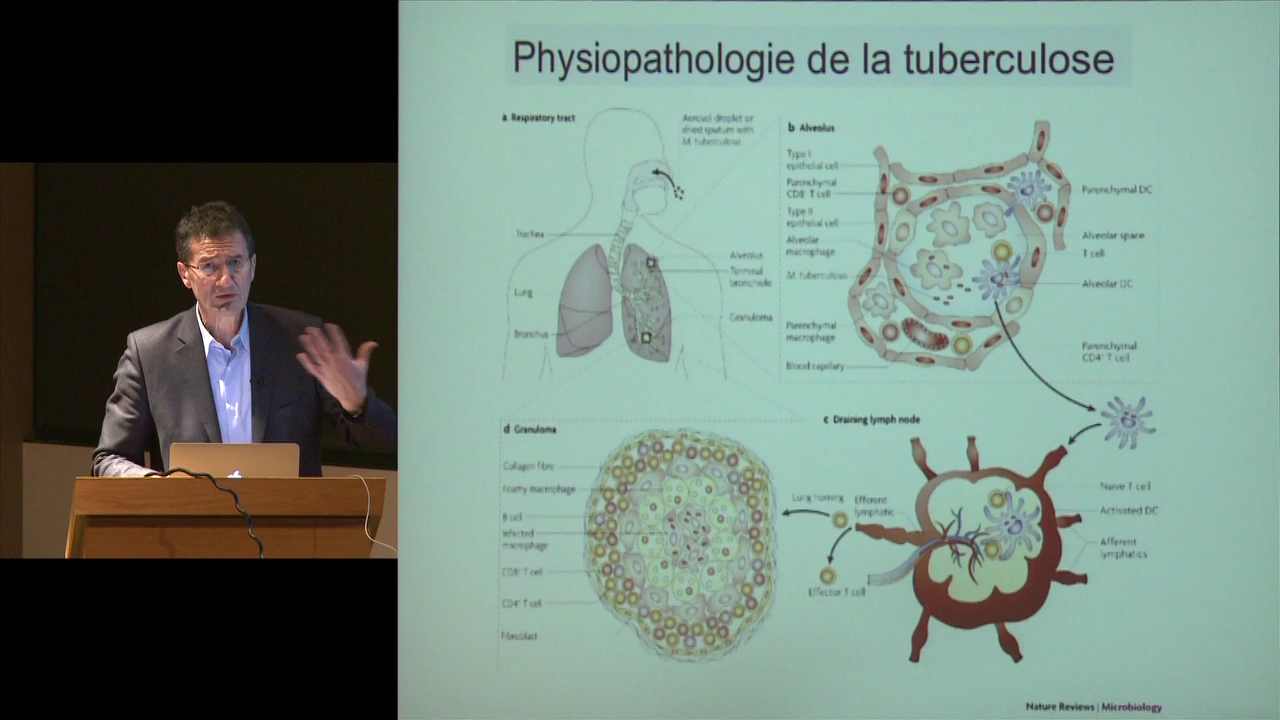 Physiopathologie de la tuberculose
a Respiratory tract
Aerosol droplet or
dried sputum with
M. tuberculosis
Trachea
Lung
Bronchus
Alveolus
Terminal
bronchiole
Granuloma
b Alveolus
Type I
epithelial cell
Parenchymal
CD8⁺ T cell
Type II
epithelial cell
Alveolar
macrophage
M. tuberculosis
Parenchymal
macrophage
Blood capillary
Parenchymal DC
Alveolar space
T cell
Alveolar DC
Parenchymal
CD4⁺ T cell
c Draining lymph node
Lung homing
Efferent
lymphatic
Effector T cell
Naive T cell
Activated DC
Afferent
lymphatics
d Granuloma
Collagen fibre
Foamy macrophage
B cell
Infected
macrophage
CD8⁺ T cell
CD4⁺ T cell
Fibroblast
Nature Reviews | Microbiology